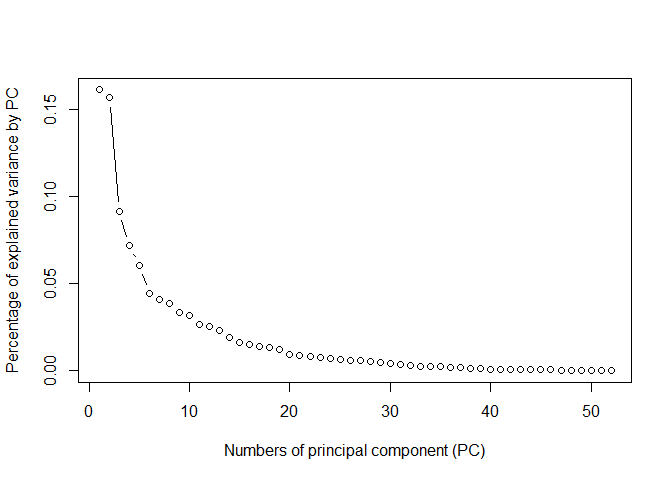 Percentage of explained variance by PC
0.15
0.10
0.05
0.00
0 10 20 30 40 50
Numbers of principal component (PC)